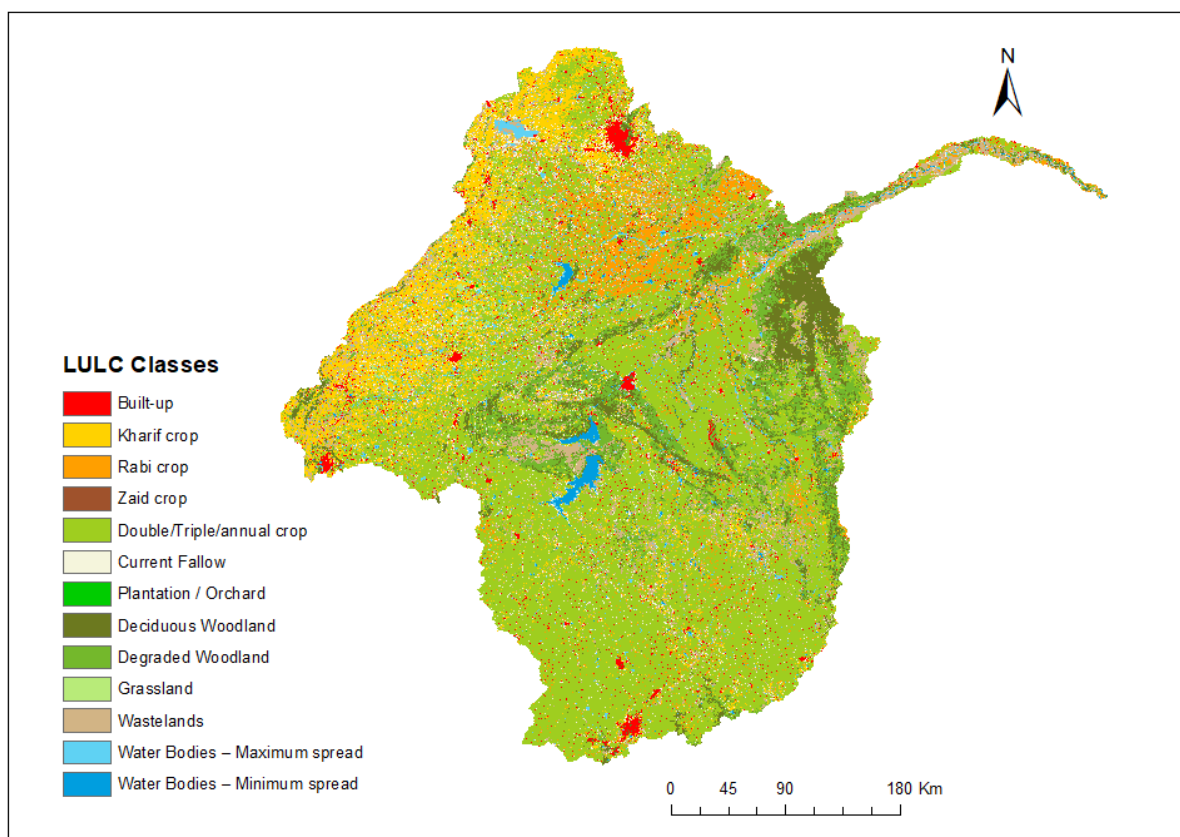 N
LULC Classes
Built-up
Kharif crop
Rabi crop
Zaid crop
Double/Triple/annual crop
Current Fallow
Plantation / Orchard
Deciduous Woodland
Degraded Woodland
Grassland
Wastelands
Water Bodies – Maximum spread
Water Bodies – Minimum spread
0 45 90 180 Km